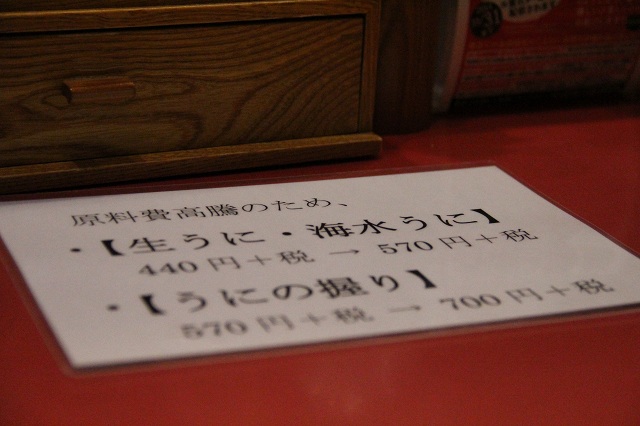 原料費高騰のため、
・【生うに・海水うに】
440円＋税 → 570円＋税
・【うにの握り】
570円＋税 → 700円＋税